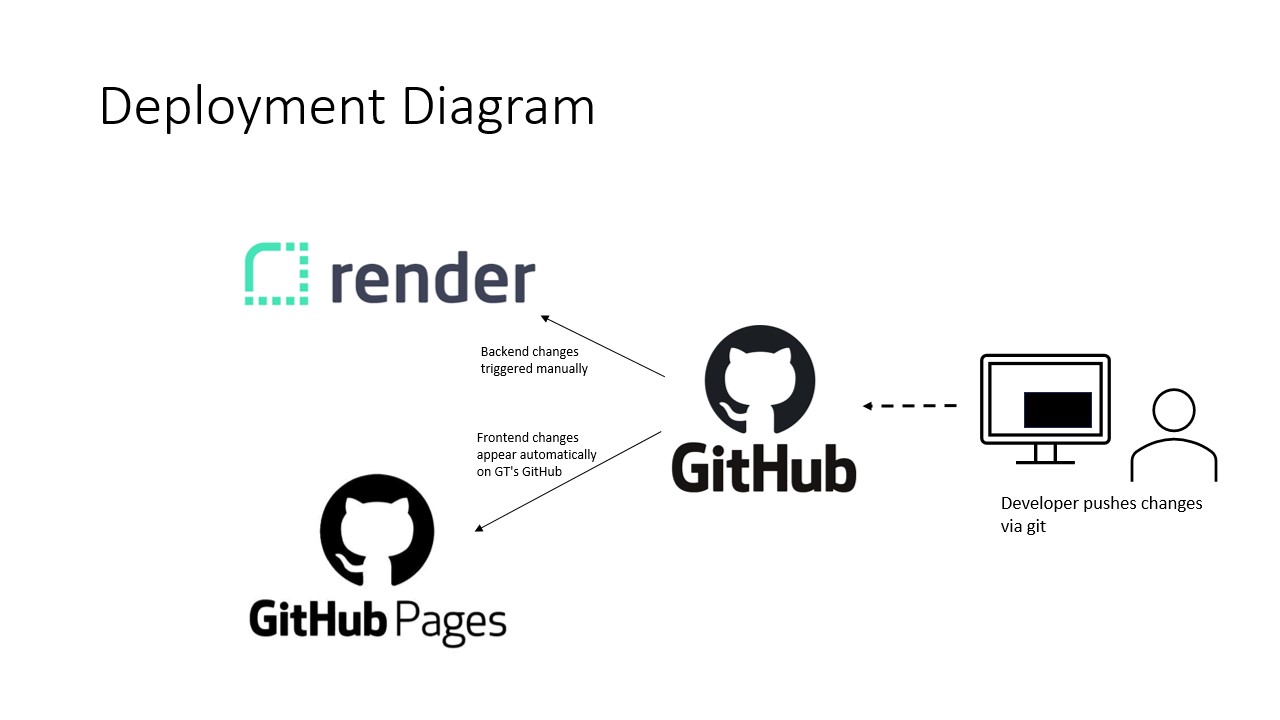 Deployment Diagram
render
Backend changes
triggered manually
GitHub
Frontend changes
appear automatically
on GT's GitHub
Developer pushes changes
via git
GitHub Pages